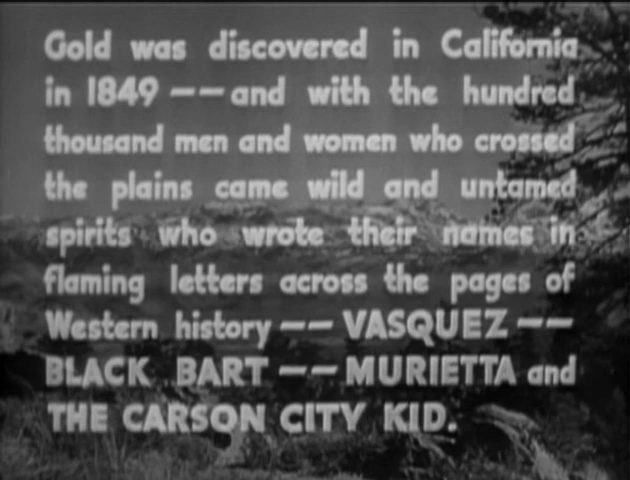 Gold was discovered in California
in 1849 -- and with the hundred
thousand men and women who crossed
the plains came wild and untamed
spirits who wrote their names in
flaming letters across the pages of
Western history -- VASQUEZ --
BLACK BART -- MURIETTA and
THE CARSON CITY KID.